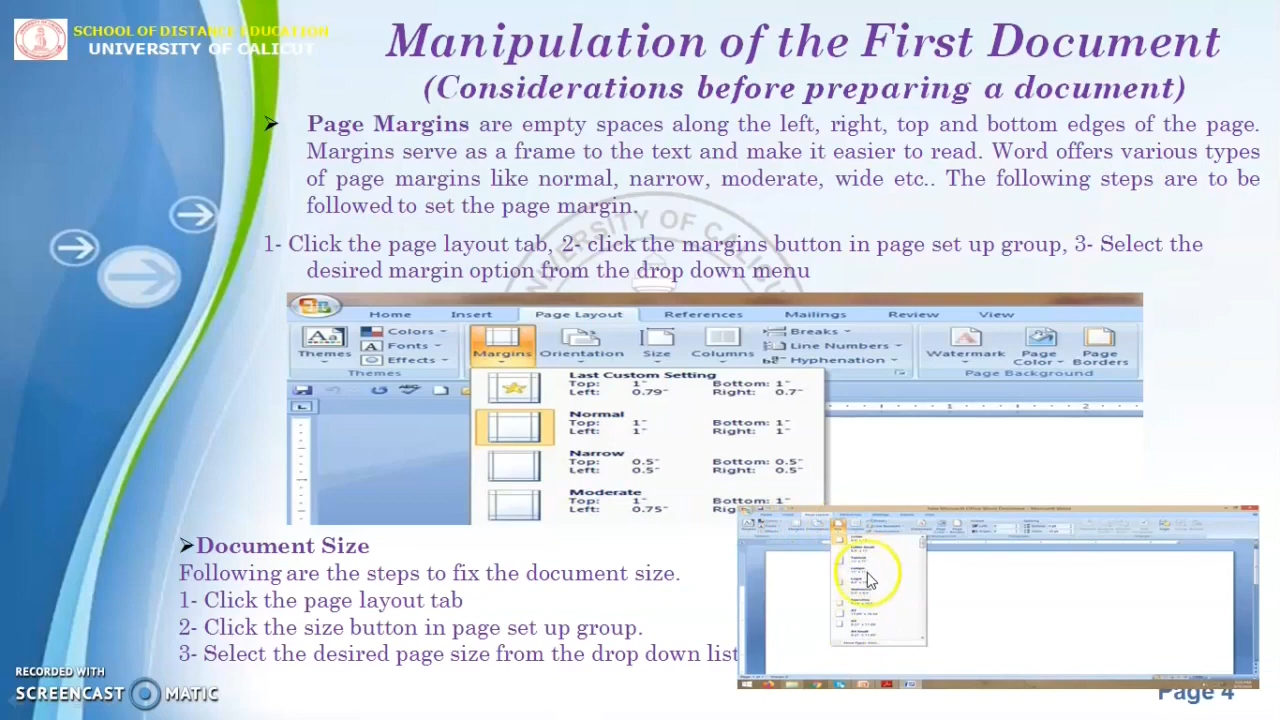 SCHOOL OF DISTANCE EDUCATION
UNIVERSITY OF CALICUT
Manipulation of the First Document
(Considerations before preparing a document)
Page Margins are empty spaces along the left, right, top and bottom edges of the page.
Margins serve as a frame to the text and make it easier to read. Word offers various types
of page margins like normal, narrow, moderate, wide etc.. The following steps are to be
followed to set the page margin.
UNIVERSITY OF CALICUT
1- Click the page layout tab, 2- click the margins button in page set up group, 3- Select the
desired margin option from the drop down menu
Home Insert Page Layout References Mailings Review View
Themes Colors Fonts Effects Margins Orientation Size Columns Breaks Line Numbers Hyphenation Watermark Page Color Page Borders
Themes Page Background
Last Custom Setting
Top: 1" Bottom: 1"
Left: 0.79" Right: 0.7"
1 2
Normal
Top: 1" Bottom: 1"
Left: 1" Right: 1"
Narrow
Top: 0.5" Bottom: 0.5"
Left: 0.5" Right: 0.5"
Moderate
Top: 1" Bottom: 1"
Left: 0.75" Right: 0.75"
Document Size
Following are the steps to fix the document size.
1- Click the page layout tab
2- Click the size button in page set up group.
3- Select the desired page size from the drop down list
RECORDED WITH
SCREENCAST MATIC
Page 4